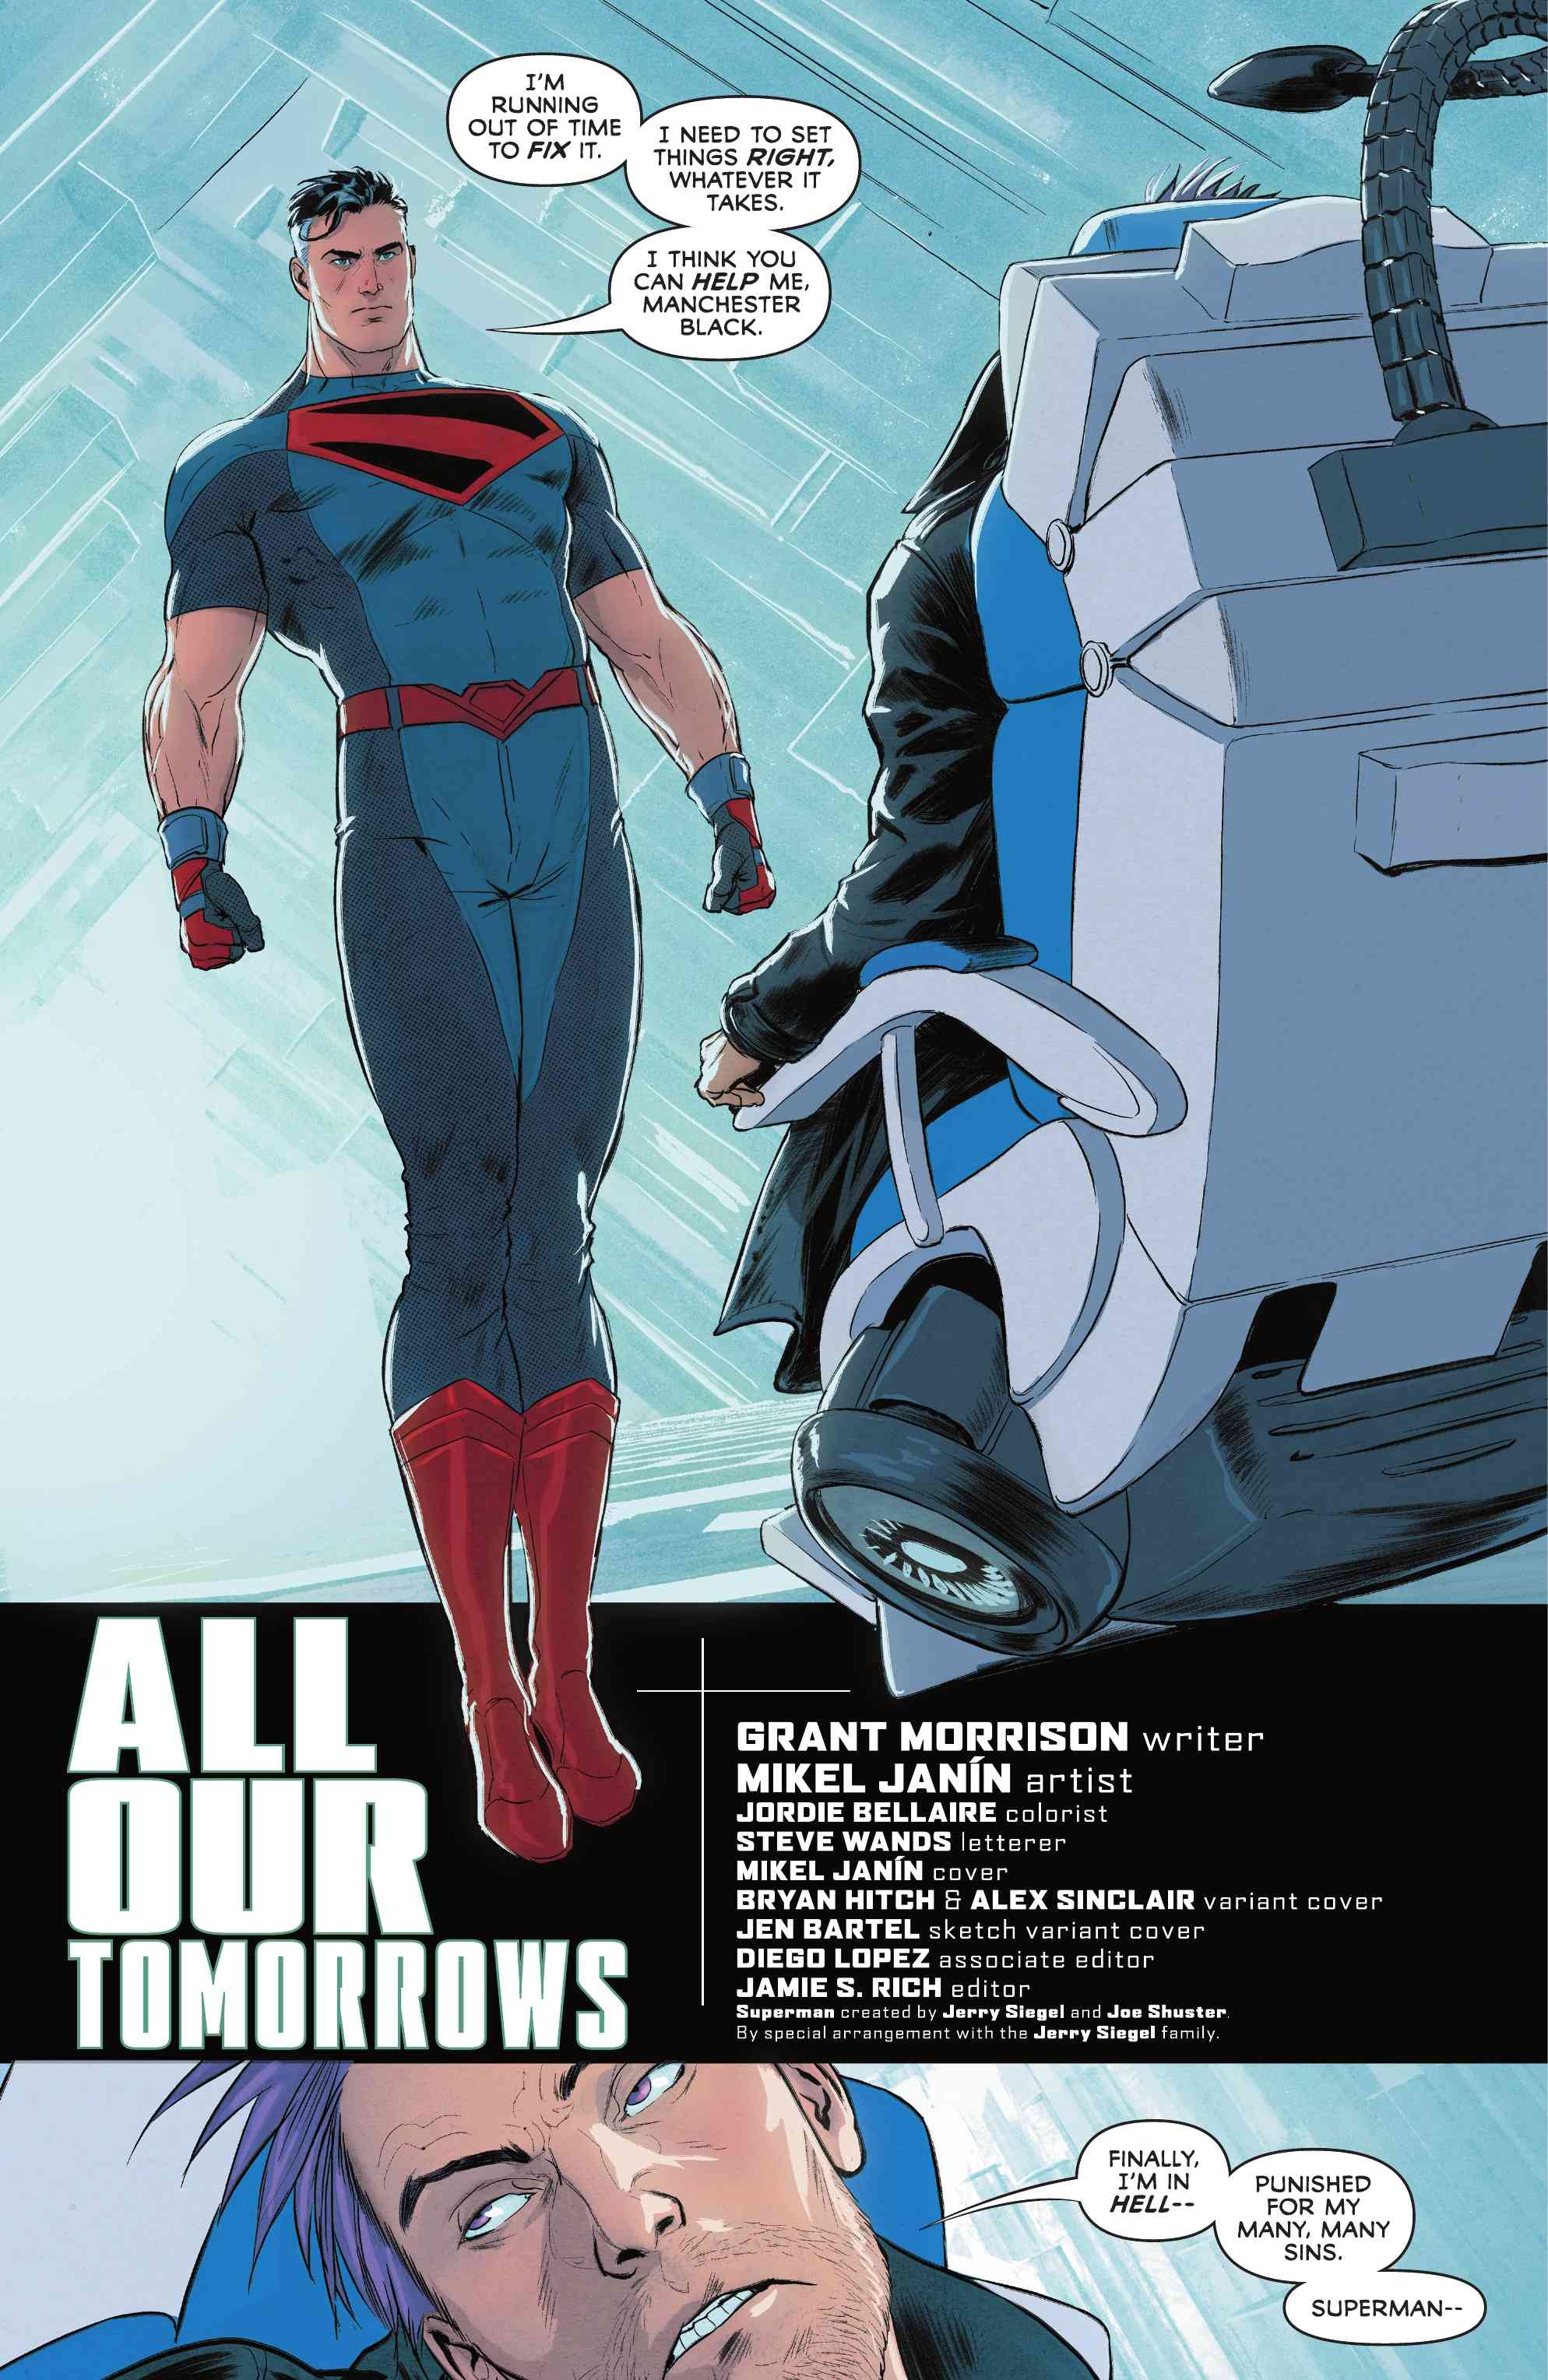 I'M
RUNNING
OUT OF TIME
TO FIX IT.
I NEED TO SET
THINGS RIGHT,
WHATEVER IT
TAKES.
I THINK YOU
CAN HELP ME,
MANCHESTER
BLACK.
ALL
OUR
TOMORROWS
GRANT MORRISON writer
MIKEL JANÍN artist
JORDIE BELLAIRE colorist
STEVE WANDS letterer
MIKEL JANÍN cover
BRYAN HITCH & ALEX SINCLAIR variant cover
JEN BARTEL sketch variant cover
DIEGO LOPEZ associate editor
JAMIE S. RICH editor
Superman created by Jerry Siegel and Joe Shuster.
By special arrangement with the Jerry Siegel family.
FINALLY,
I'M IN
HELL--
PUNISHED
FOR MY
MANY, MANY
SINS.
SUPERMAN--